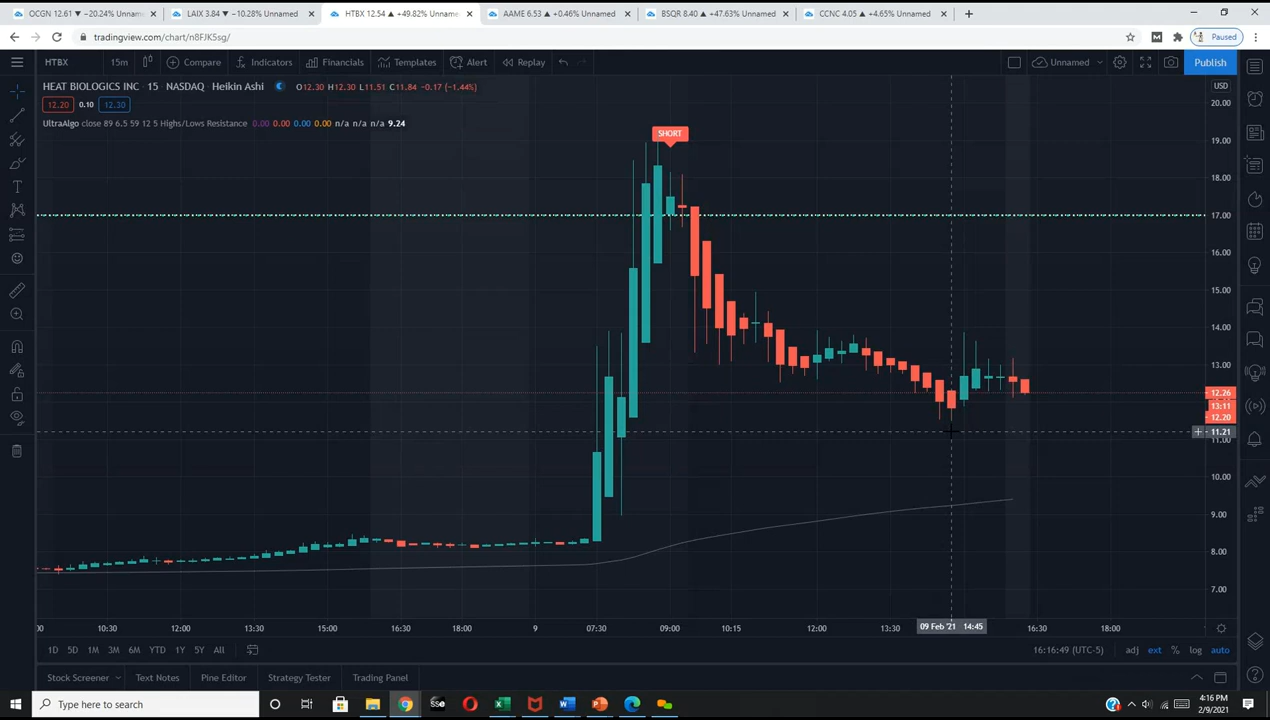 OCGN 12.61 ▼ −20.24% Unnamed
LAIX 3.84 ▼ −10.28% Unnamed
HTBX 12.54 ▲ +49.82% Unname
AAME 6.53 ▲ +0.46% Unnamed
BSQR 8.40 ▲ +47.63% Unnamed
CCNC 4.05 ▲ +4.65% Unnamed
tradingview.com/chart/n8FJK5sg/
Paused
HTBX
15m
Compare
Indicators
Financials
Templates
Alert
Replay
Unnamed
Publish
HEAT BIOLOGICS INC · 15 · NASDAQ Heikin Ashi
O12.30 H12.30 L11.51 C11.84 −0.17 (−1.44%)
USD
12.20
0.10
12.30
UltraAlgo close 89 6.5 59 12 5 Highs/Lows Resistance 0.00 0.00 0.00 0.00 n/a n/a n/a 9.24
SHORT
20.00
19.00
18.00
17.00
16.00
15.00
14.00
13.00
12.26
13:11
12.20
11.21
11.00
10.00
9.00
8.00
7.00
:00
10:30
12:00
13:30
15:00
16:30
18:00
9
07:30
09:00
10:15
12:00
13:30
09 Feb '21 14:45
16:30
18:00
1D
5D
1M
3M
6M
YTD
1Y
5Y
All
16:16:49 (UTC-5)
adj
ext
%
log
auto
Stock Screener
Text Notes
Pine Editor
Strategy Tester
Trading Panel
Type here to search
4:16 PM
2/9/2021